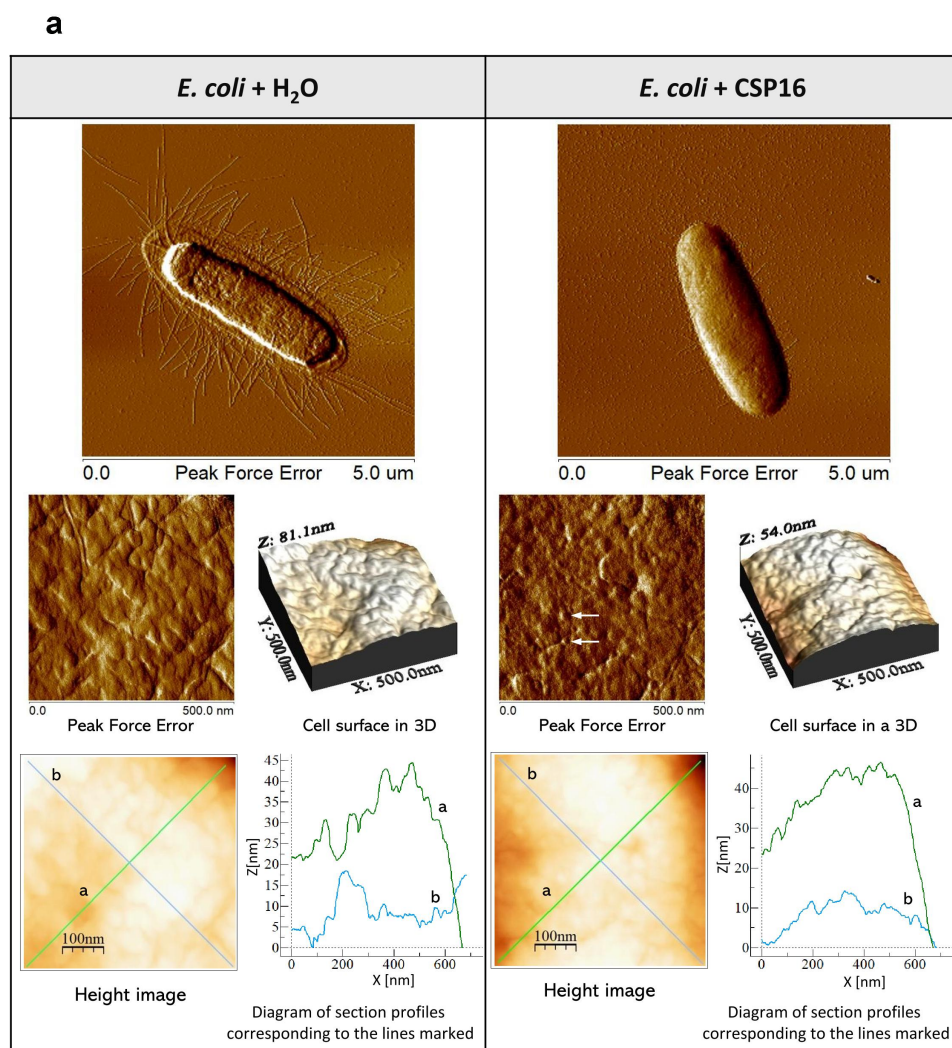 a
E. coli + H₂O
E. coli + CSP16
0.0 Peak Force Error 5.0 um
0.0 Peak Force Error 5.0 um
0.0 500.0 nm
Peak Force Error
Z: 81.1nm
Y: 500.0nm
X: 500.0nm
Cell surface in 3D
0.0 500.0 nm
Peak Force Error
Z: 54.0nm
Y: 500.0nm
X: 500.0nm
Cell surface in a 3D
b
a
100nm
Height image
Z[nm]
45
40
35
30
25
20
15
10
5
0
a
b
0 200 400 600
X [nm]
Diagram of section profiles
corresponding to the lines marked
b
a
100nm
Height image
Z[nm]
40
30
20
10
0
a
b
0 200 400 600
X [nm]
Diagram of section profiles
corresponding to the lines marked